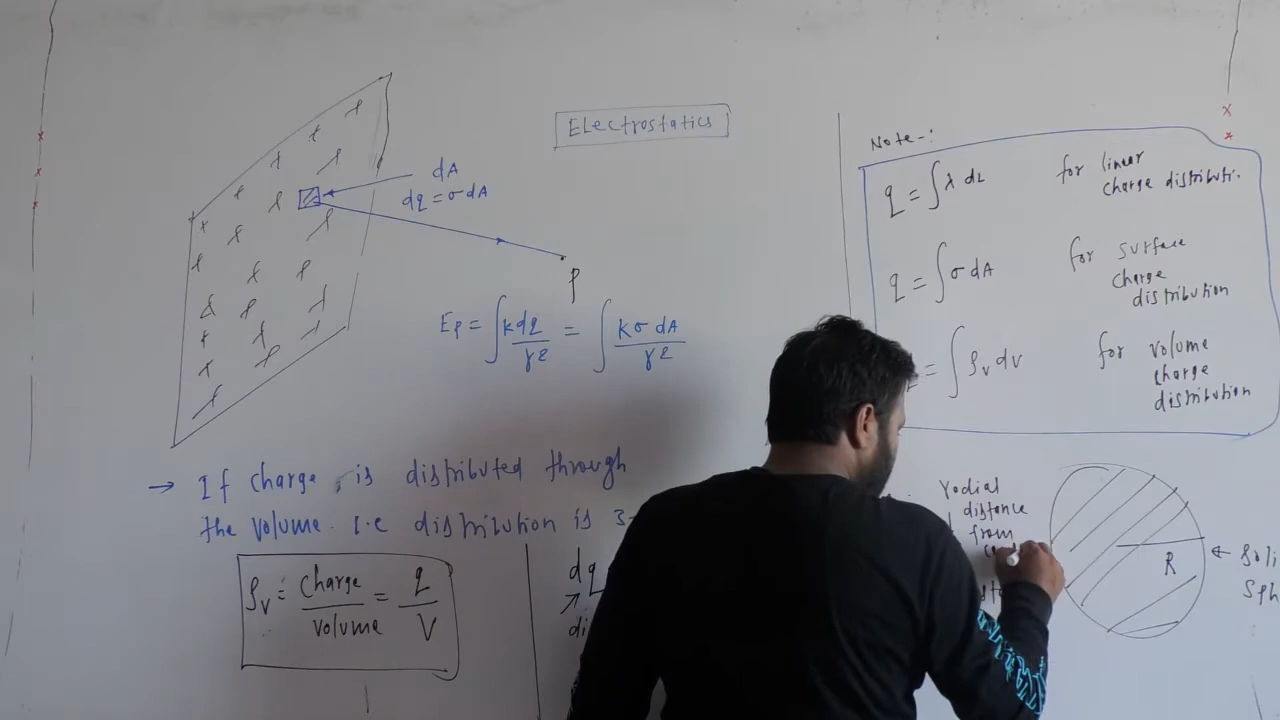 Electrostatics
dA
dq = σ dA
P
Ep = ∫ k dq / r² = ∫ k σ dA / r²
→ If charge is distributed through
the volume. i.e distribution is 3-
ρv = charge / volume = q / V
dq
Note-:
q = ∫ λ dL for linear
charge distributi.
q = ∫ σ dA for surface
charge
distribution
= ∫ ρv dv for volume
charge
distribution
radial
distance
from
R
← Soli
Sph